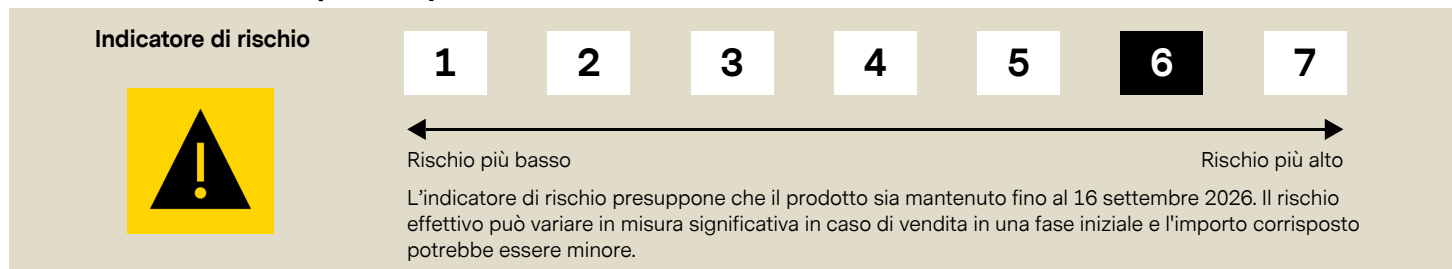 Indicatore di rischio
1 2 3 4 5 6 7
Rischio più basso Rischio più alto
L'indicatore di rischio presuppone che il prodotto sia mantenuto fino al 16 settembre 2026. Il rischio
effettivo può variare in misura significativa in caso di vendita in una fase iniziale e l'importo corrisposto
potrebbe essere minore.